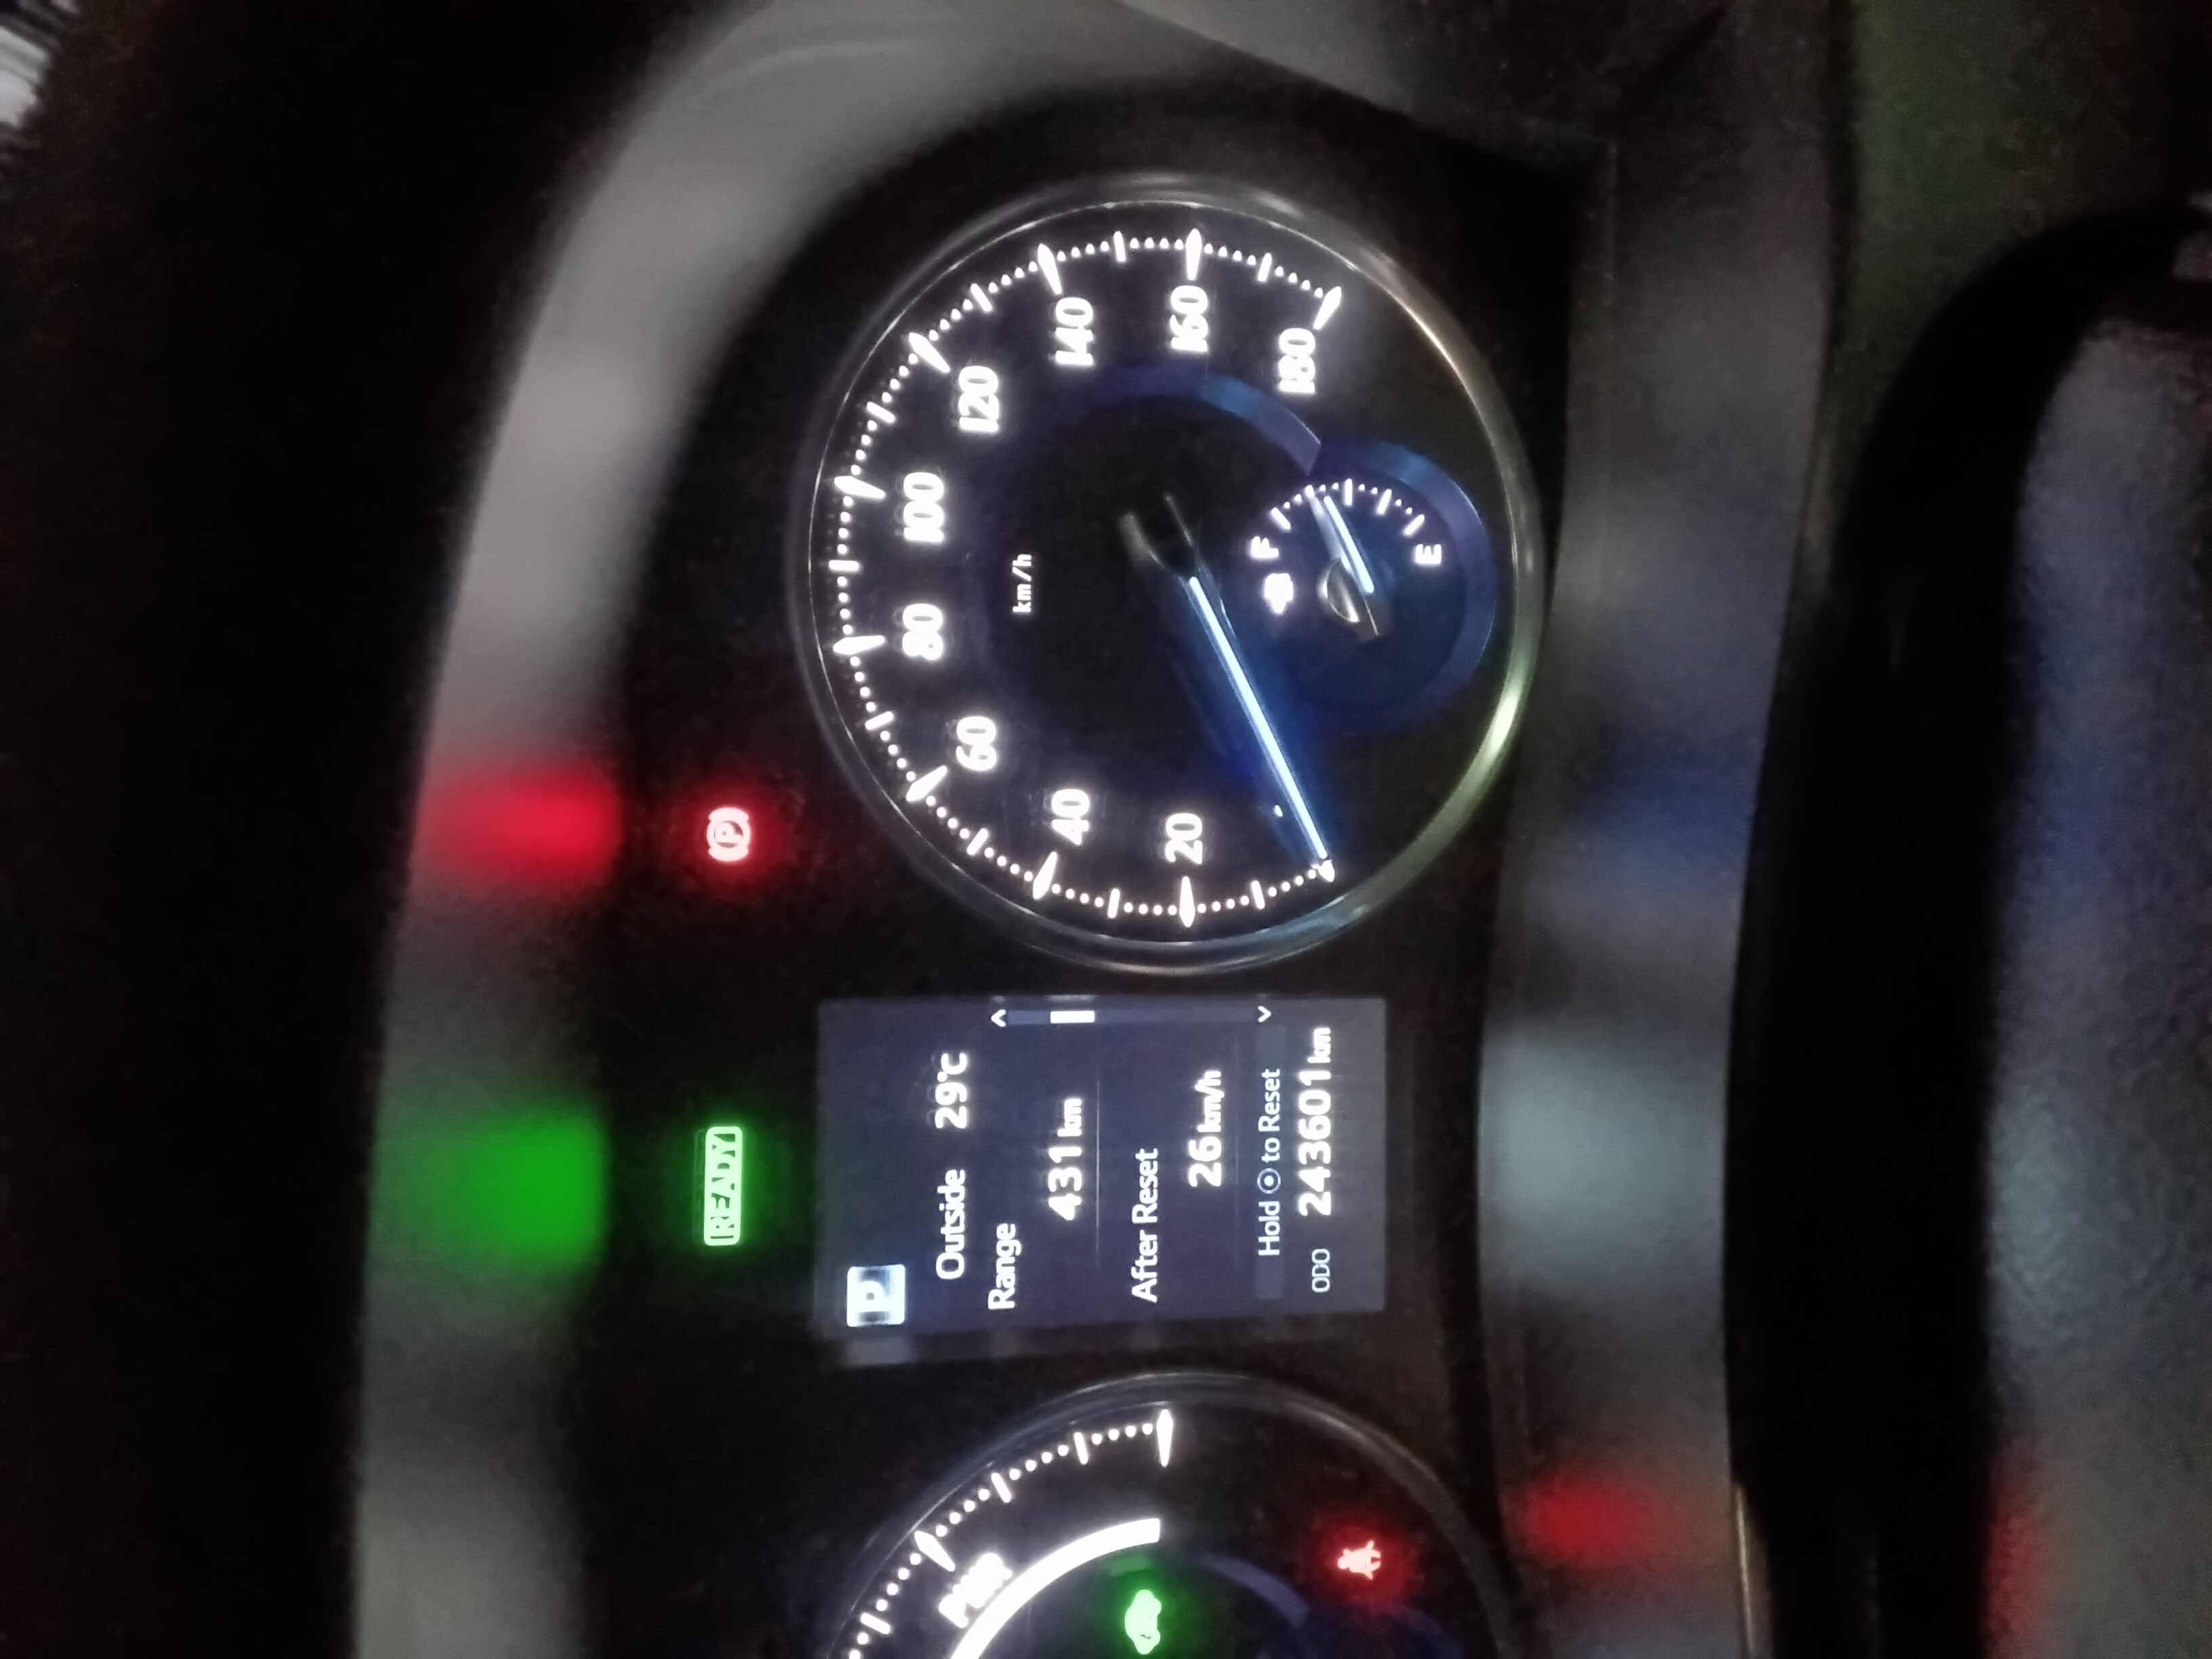 READY
P
P
PWR
Outside 29°C
Range
431 km
After Reset
26 km/h
Hold to Reset
ODO 243601 km
20
40
60
80
100
120
140
160
180
km/h
F
E